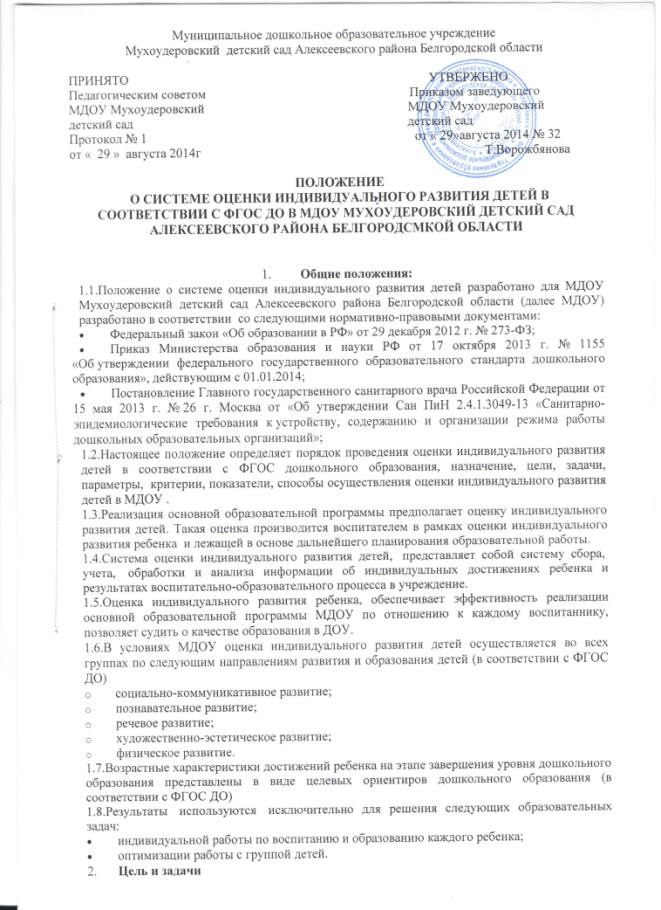 Муниципальное дошкольное образовательное учреждение
Мухоудеровский детский сад Алексеевского района Белгородской области
ПРИНЯТО
Педагогическим советом
МДОУ Мухоудеровский
детский сад
Протокол № 1
от « 29 » августа 2014г
УТВЕРЖЕНО
Приказом заведующего
МДОУ Мухоудеровский
детский сад
от « 29»августа 2014 № 32
Т.Ворожбянова
ПОЛОЖЕНИЕ
О СИСТЕМЕ ОЦЕНКИ ИНДИВИДУАЛЬНОГО РАЗВИТИЯ ДЕТЕЙ В
СООТВЕТСТВИИ С ФГОС ДО В МДОУ МУХОУДЕРОВСКИЙ ДЕТСКИЙ САД
АЛЕКСЕЕВСКОГО РАЙОНА БЕЛГОРОДСМКОЙ ОБЛАСТИ
1. Общие положения:
1.1.Положение о системе оценки индивидуального развития детей разработано для МДОУ
Мухоудеровский детский сад Алексеевского района Белгородской области (далее МДОУ)
разработано в соответствии со следующими нормативно-правовыми документами:
• Федеральный закон «Об образовании в РФ» от 29 декабря 2012 г. № 273-ФЗ;
• Приказ Министерства образования и науки РФ от 17 октября 2013 г. № 1155
«Об утверждении федерального государственного образовательного стандарта дошкольного
образования», действующим с 01.01.2014;
• Постановление Главного государственного санитарного врача Российской Федерации от
15 мая 2013 г. № 26 г. Москва от «Об утверждении Сан ПиН 2.4.1.3049-13 «Санитарно-
эпидемиологические требования к устройству, содержанию и организации режима работы
дошкольных образовательных организаций»;
1.2.Настоящее положение определяет порядок проведения оценки индивидуального развития
детей в соответствии с ФГОС дошкольного образования, назначение, цели, задачи,
параметры, критерии, показатели, способы осуществления оценки индивидуального развития
детей в МДОУ .
1.3.Реализация основной образовательной программы предполагает оценку индивидуального
развития детей. Такая оценка производится воспитателем в рамках оценки индивидуального
развития ребенка и лежащей в основе дальнейшего планирования образовательной работы.
1.4.Система оценки индивидуального развития детей, представляет собой систему сбора,
учета, обработки и анализа информации об индивидуальных достижениях ребенка и
результатах воспитательно-образовательного процесса в учреждение.
1.5.Оценка индивидуального развития ребенка, обеспечивает эффективность реализации
основной образовательной программы МДОУ по отношению к каждому воспитаннику,
позволяет судить о качестве образования в ДОУ.
1.6.В условиях МДОУ оценка индивидуального развития детей осуществляется во всех
группах по следующим направлениям развития и образования детей (в соответствии с ФГОС
ДО)
o социально-коммуникативное развитие;
o познавательное развитие;
o речевое развитие;
o художественно-эстетическое развитие;
o физическое развитие.
1.7.Возрастные характеристики достижений ребенка на этапе завершения уровня дошкольного
образования представлены в виде целевых ориентиров дошкольного образования (в
соответствии с ФГОС ДО)
1.8.Результаты используются исключительно для решения следующих образовательных
задач:
• индивидуальной работы по воспитанию и образованию каждого ребенка;
• оптимизации работы с группой детей.
2. Цель и задачи